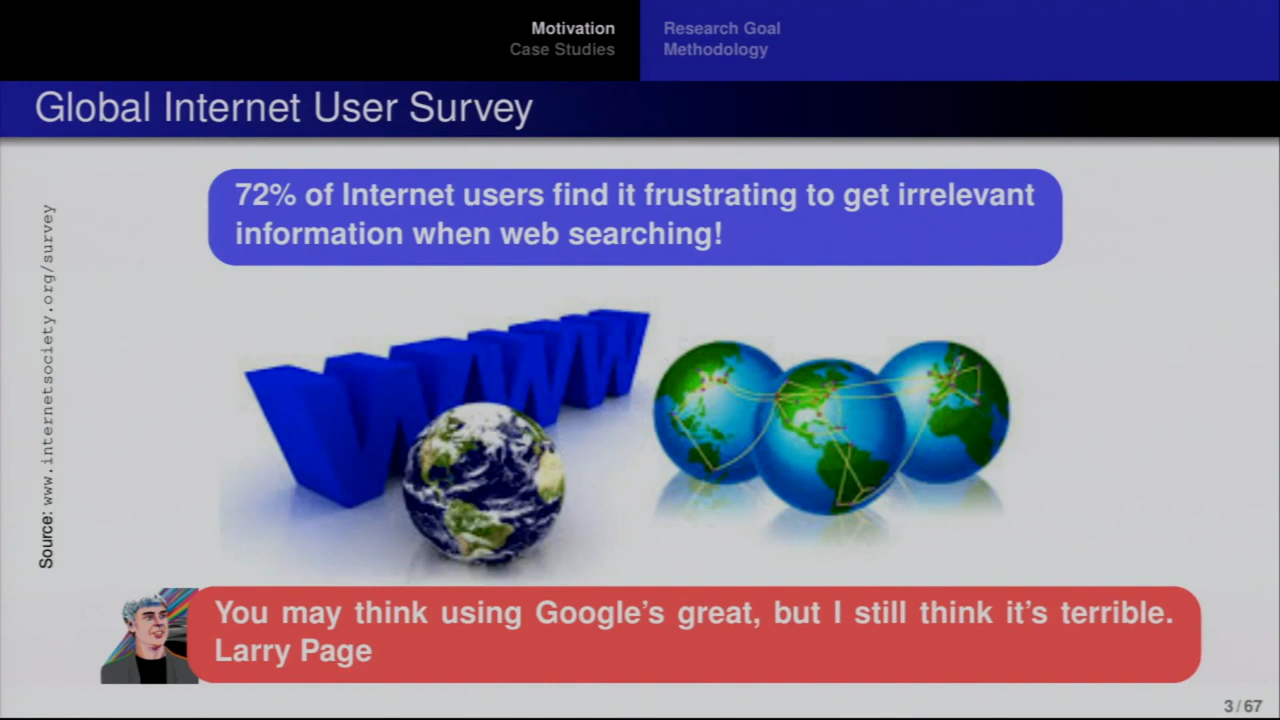 Motivation
Case Studies
Research Goal
Methodology
Global Internet User Survey
72% of Internet users find it frustrating to get irrelevant
information when web searching!
Source: www.internetsociety.org/survey
www
You may think using Google's great, but I still think it's terrible.
Larry Page
3/67